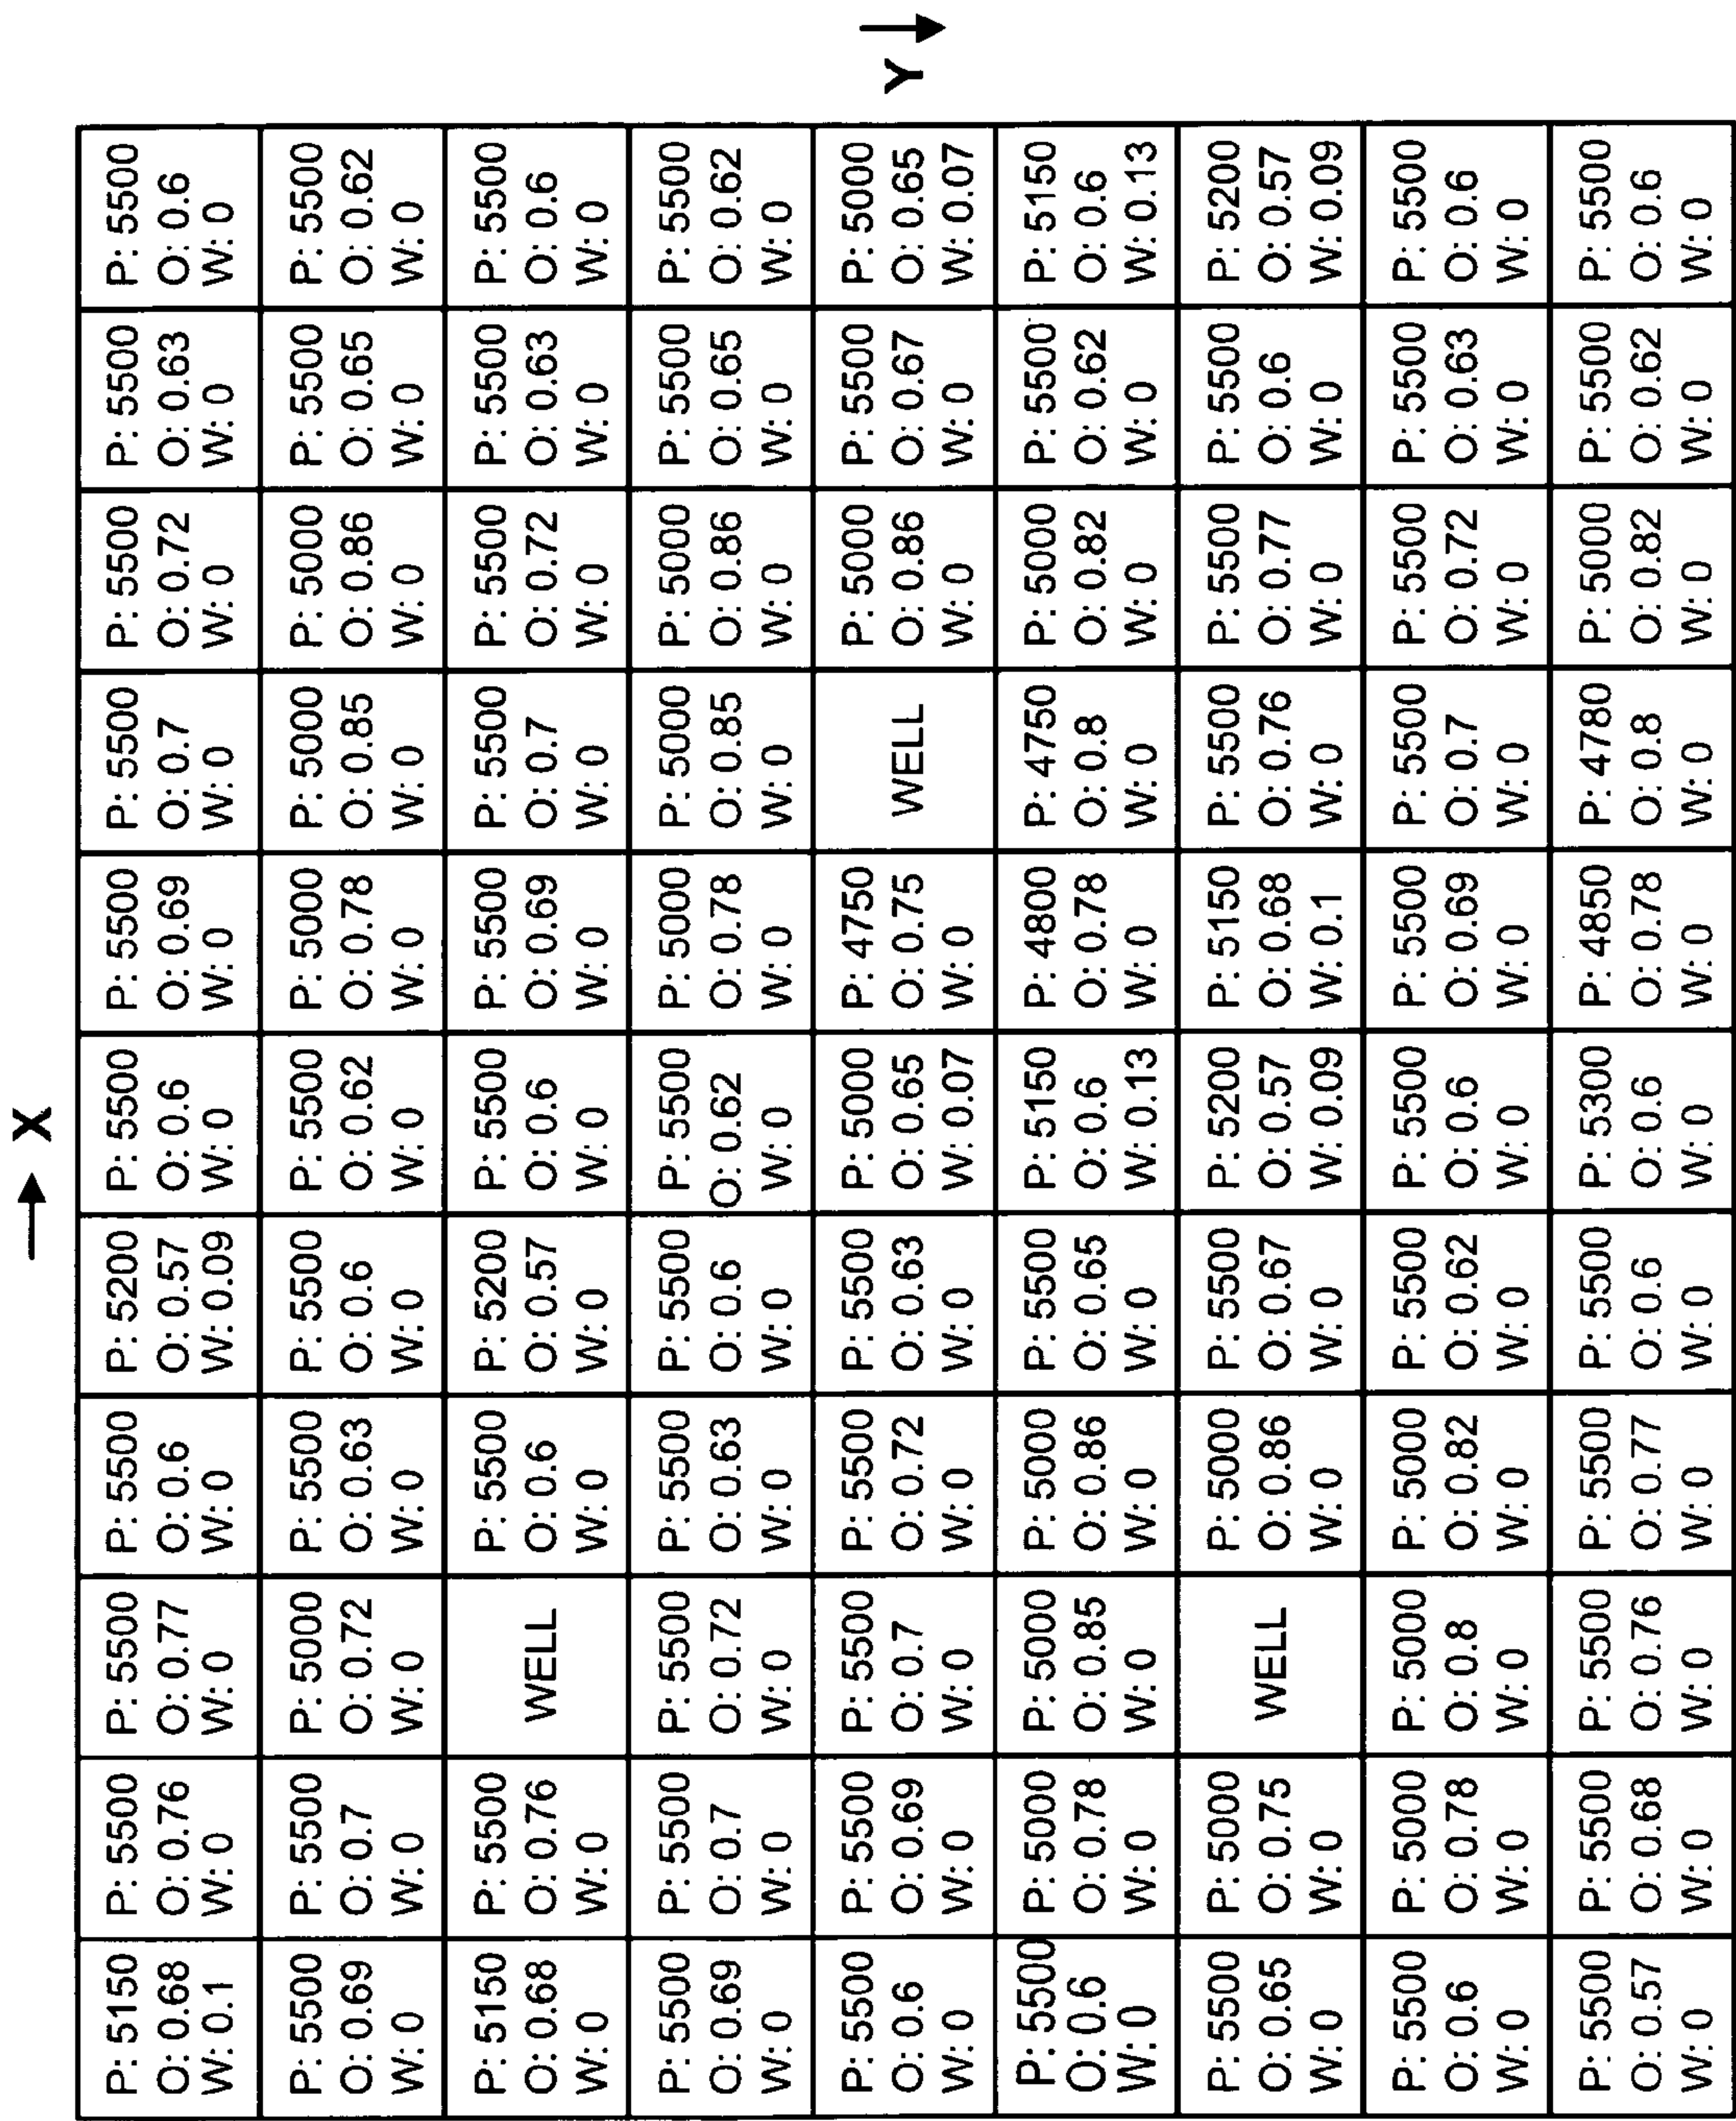 X
P: 5150
O: 0.68
W: 0.1
P: 5500
O: 0.76
W: 0
P: 5500
O: 0.77
W: 0
P: 5500
O: 0.6
W: 0
P: 5200
O: 0.57
W: 0.09
P: 5500
O: 0.6
W: 0
P: 5500
O: 0.69
W: 0
P: 5500
O: 0.7
W: 0
P: 5500
O: 0.72
W: 0
P: 5500
O: 0.63
W: 0
P: 5500
O: 0.6
W: 0
P: 5500
O: 0.69
W: 0
P: 5500
O: 0.7
W: 0
P: 5000
O: 0.72
W: 0
P: 5500
O: 0.63
W: 0
P: 5500
O: 0.6
W: 0
P: 5500
O: 0.62
W: 0
P: 5000
O: 0.78
W: 0
P: 5000
O: 0.85
W: 0
P: 5000
O: 0.86
W: 0
P: 5500
O: 0.65
W: 0
P: 5500
O: 0.62
W: 0
P: 5150
O: 0.68
W: 0
P: 5500
O: 0.76
W: 0
WELL
P: 5500
O: 0.6
W: 0
P: 5200
O: 0.57
W: 0
P: 5500
O: 0.6
W: 0
P: 5500
O: 0.69
W: 0
P: 5500
O: 0.7
W: 0
P: 5500
O: 0.72
W: 0
P: 5500
O: 0.63
W: 0
P: 5500
O: 0.6
W: 0
P: 5500
O: 0.69
W: 0
P: 5500
O: 0.7
W: 0
P: 5500
O: 0.72
W: 0
P: 5500
O: 0.63
W: 0
P: 5500
O: 0.6
W: 0
P: 5500
O: 0.62
W: 0
P: 5000
O: 0.78
W: 0
P: 5000
O: 0.85
W: 0
P: 5000
O: 0.86
W: 0
P: 5500
O: 0.65
W: 0
P: 5500
O: 0.62
W: 0
P: 5500
O: 0.6
W: 0
P: 5500
O: 0.69
W: 0
P: 5500
O: 0.7
W: 0
P: 5500
O: 0.72
W: 0
P: 5500
O: 0.63
W: 0
P: 5000
O: 0.65
W: 0.07
P: 4750
O: 0.75
W: 0
WELL
P: 5000
O: 0.86
W: 0
P: 5500
O: 0.67
W: 0
P: 5000
O: 0.65
W: 0.07
Y
P: 5500
O: 0.6
W: 0
P: 5000
O: 0.78
W: 0
P: 5000
O: 0.85
W: 0
P: 5000
O: 0.86
W: 0
P: 5500
O: 0.65
W: 0
P: 5150
O: 0.6
W: 0.13
P: 4800
O: 0.78
W: 0
P: 4750
O: 0.8
W: 0
P: 5000
O: 0.82
W: 0
P: 5500
O: 0.62
W: 0
P: 5150
O: 0.6
W: 0.13
P: 5500
O: 0.65
W: 0
P: 5000
O: 0.75
W: 0
WELL
P: 5000
O: 0.86
W: 0
P: 5500
O: 0.67
W: 0
P: 5200
O: 0.57
W: 0.09
P: 5150
O: 0.68
W: 0.1
P: 5500
O: 0.76
W: 0
P: 5500
O: 0.77
W: 0
P: 5500
O: 0.6
W: 0
P: 5200
O: 0.57
W: 0.09
P: 5500
O: 0.6
W: 0
P: 5000
O: 0.78
W: 0
P: 5000
O: 0.8
W: 0
P: 5000
O: 0.82
W: 0
P: 5500
O: 0.62
W: 0
P: 5500
O: 0.6
W: 0
P: 5500
O: 0.69
W: 0
P: 5500
O: 0.7
W: 0
P: 5500
O: 0.72
W: 0
P: 5500
O: 0.63
W: 0
P: 5500
O: 0.6
W: 0
P: 5500
O: 0.57
W: 0
P: 5500
O: 0.68
W: 0
P: 5500
O: 0.76
W: 0
P: 5500
O: 0.77
W: 0
P: 5500
O: 0.6
W: 0
P: 5300
O: 0.6
W: 0
P: 4850
O: 0.78
W: 0
P: 4780
O: 0.8
W: 0
P: 5000
O: 0.82
W: 0
P: 5500
O: 0.62
W: 0
P: 5500
O: 0.6
W: 0